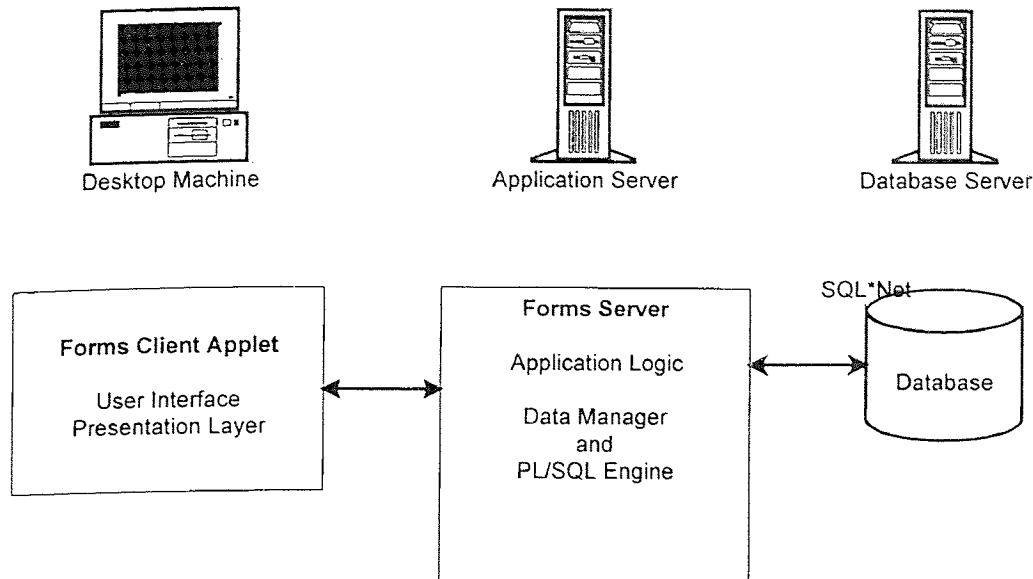 Desktop Machine
Application Server
Database Server
Forms Client Applet
User Interface
Presentation Layer
Forms Server
Application Logic
Data Manager
and
PL/SQL Engine
SQL*Net
Database